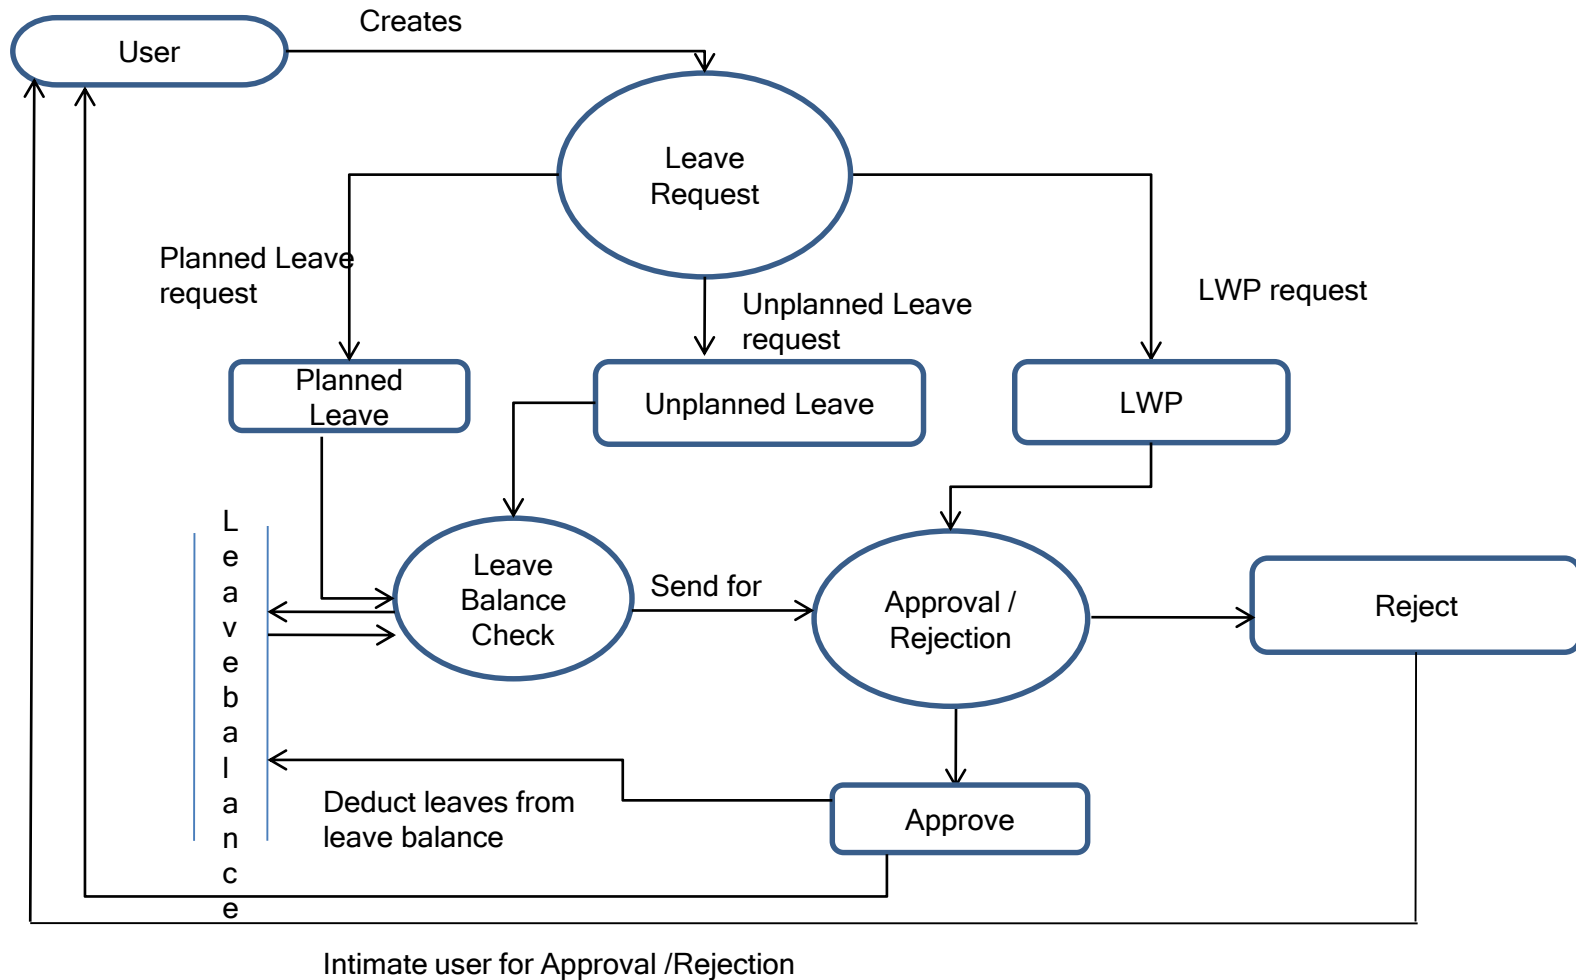 Creates
User
Leave
Request
Planned Leave
request
Unplanned Leave
request
LWP request
Planned
Leave
Unplanned Leave
LWP
L
e
a
v
e
b
a
l
a
n
c
e
Leave
Balance
Check
Send for
Approval /
Rejection
Reject
Deduct leaves from
leave balance
Approve
Intimate user for Approval /Rejection